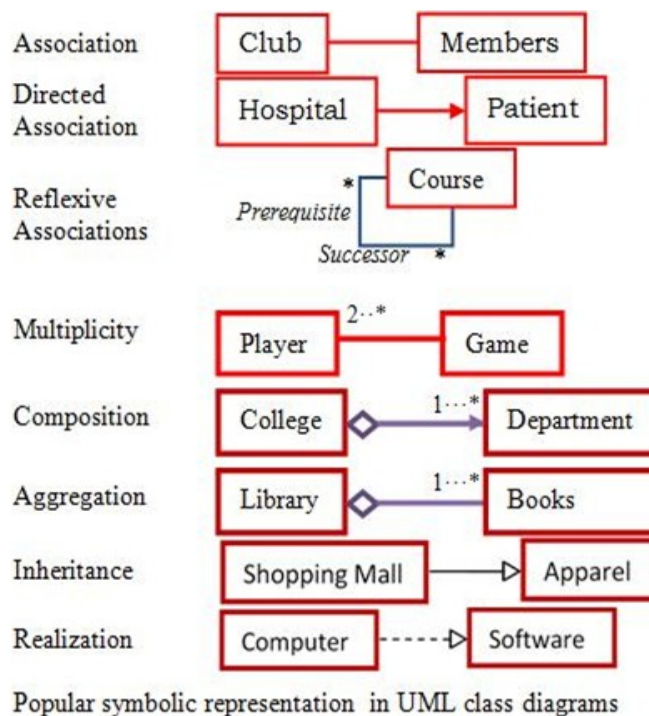 Association Club Members
Directed
Association Hospital Patient
Reflexive
Associations
Course
*
Prerequisite
Successor *
Multiplicity
2··*
Player Game
Composition College 1···* Department
Aggregation Library 1···* Books
Inheritance Shopping Mall Apparel
Realization Computer Software
Popular symbolic representation in UML class diagrams